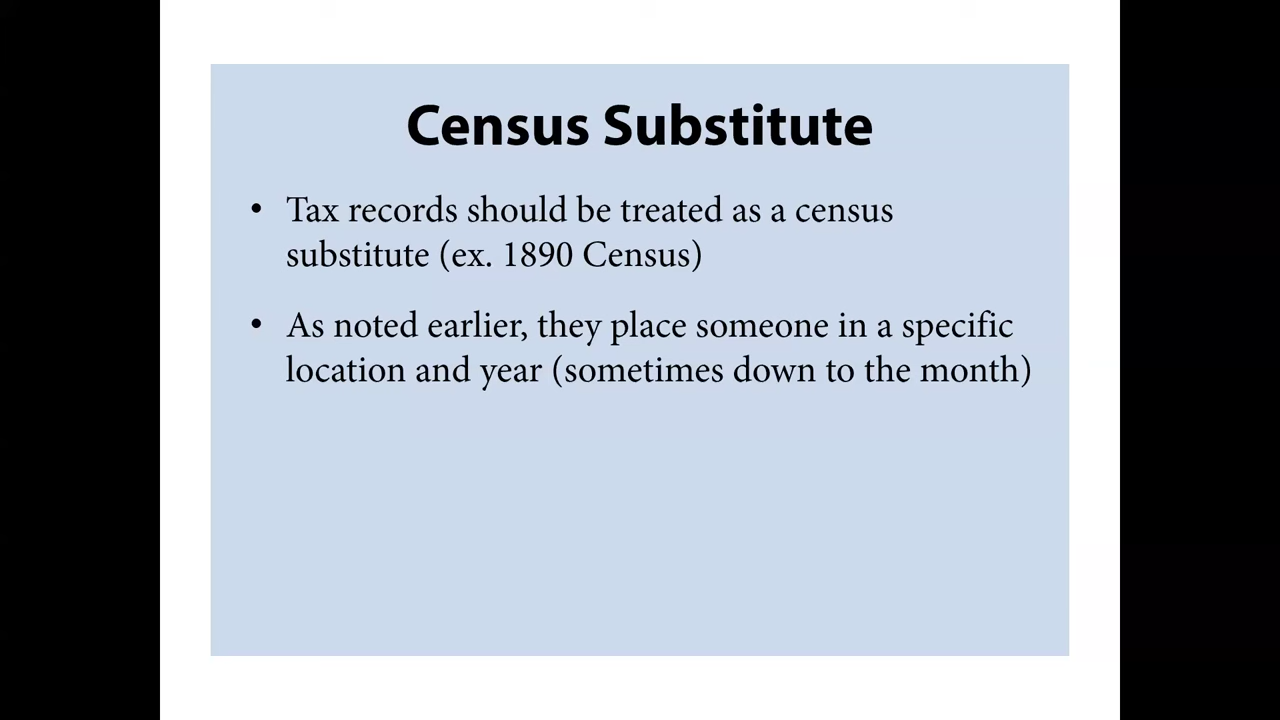 Census Substitute
• Tax records should be treated as a census
substitute (ex. 1890 Census)
• As noted earlier, they place someone in a specific
location and year (sometimes down to the month)